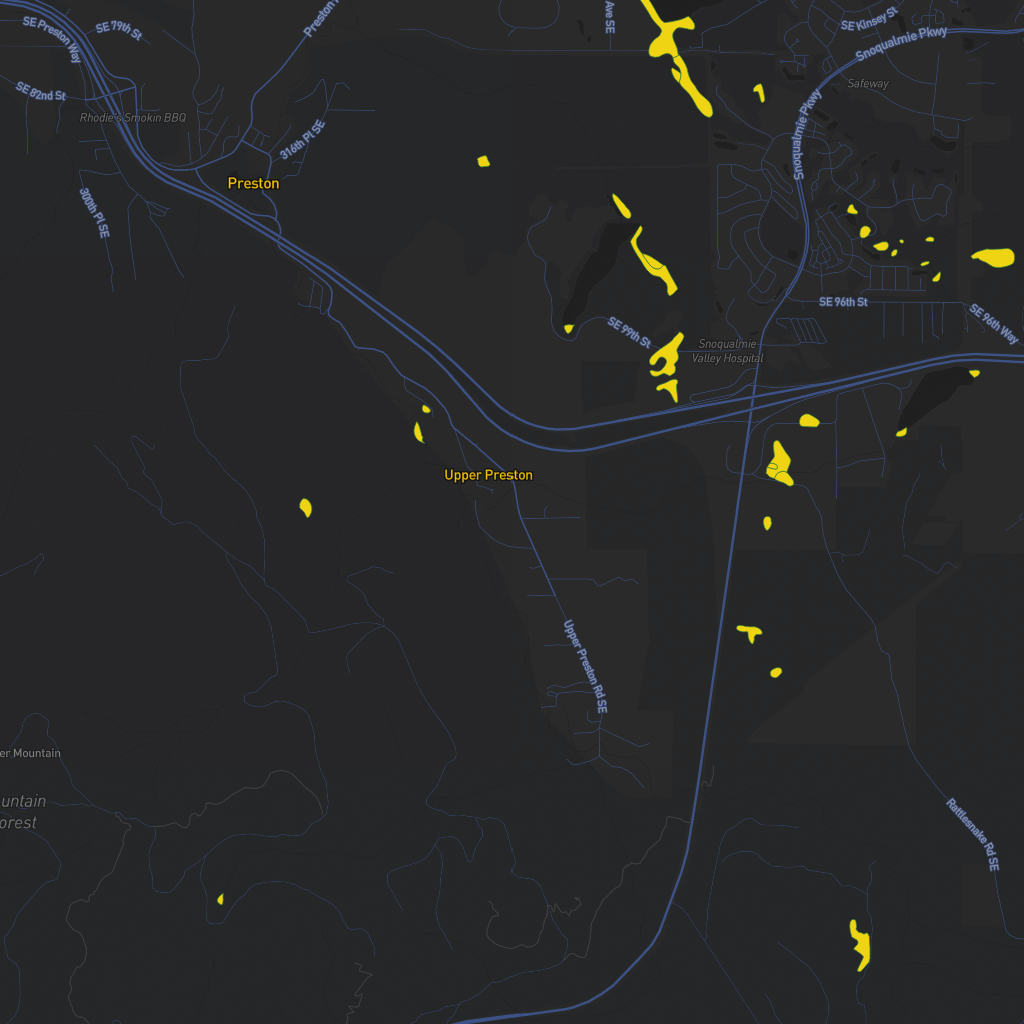 SE Preston Way
SE 79th St
Preston
Ave SE
SE Kinsey St
Snoqualmie Pkwy
SE 82nd St
Safeway
Rhodie's Smokin BBQ
316th Pl SE
Snoqualmie Pkwy
Preston
300th Pl SE
SE 96th St
SE 96th Way
SE 99th St
Snoqualmie
Valley Hospital
Upper Preston
Upper Preston Rd SE
er Mountain
untain
orest
Rattlesnake Rd SE